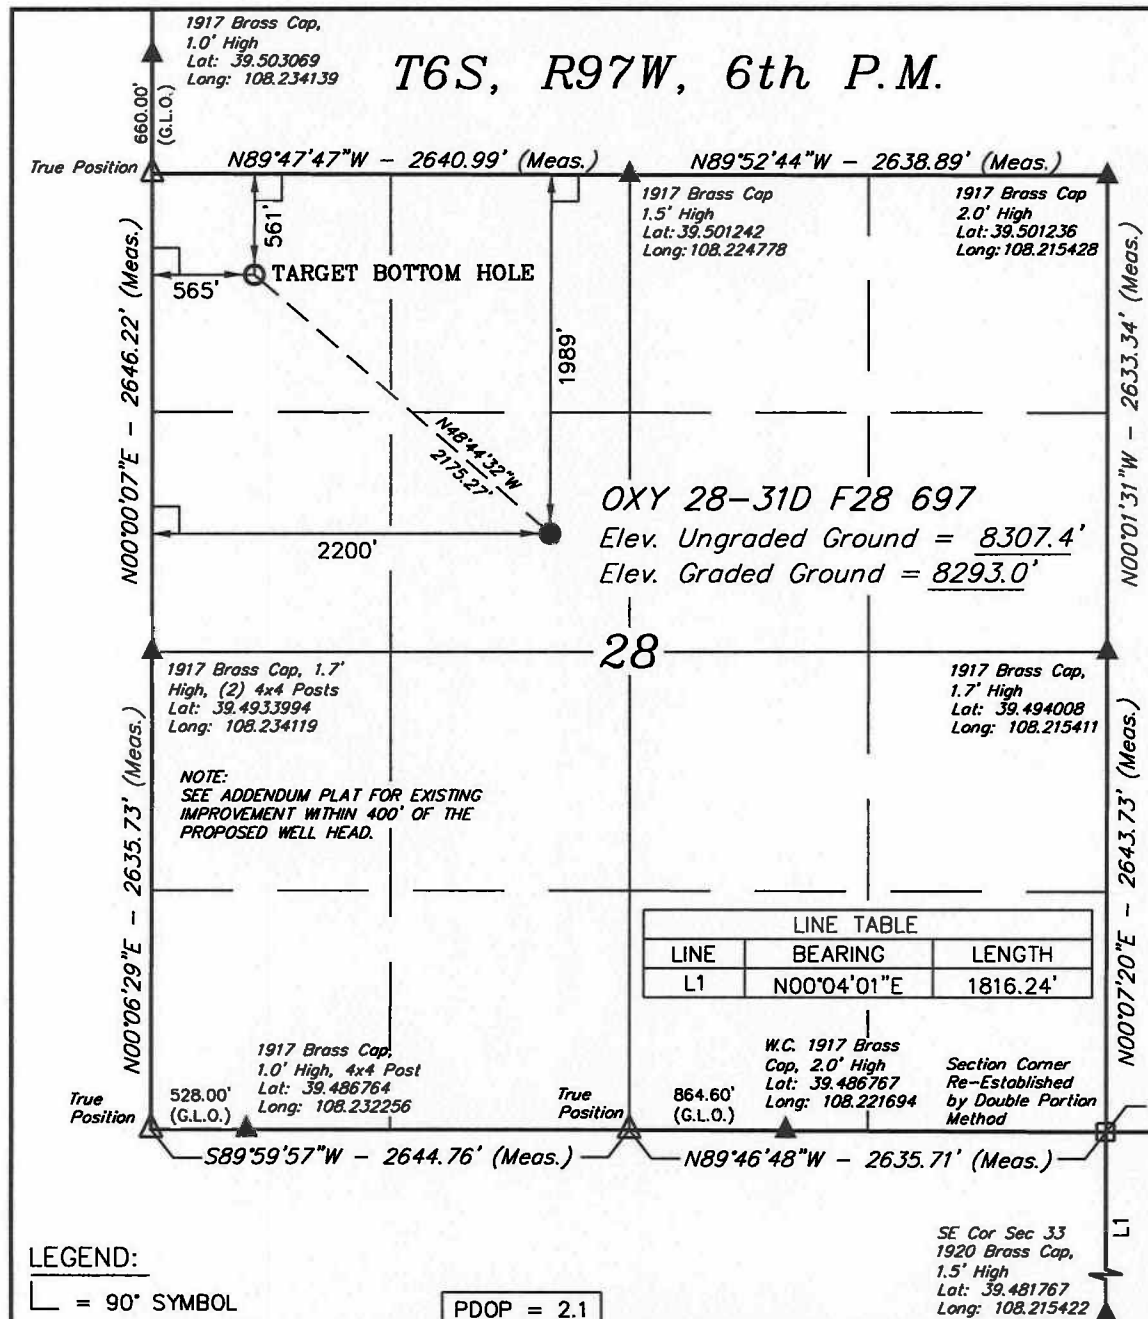 1917 Brass Cap,
1.0' High
Lat: 39.503069
Long: 108.234139
T6S, R97W, 6th P.M.
660.00'
(G.L.O.)
True Position
N89°47'47"W - 2640.99' (Meas.)
N89°52'44"W - 2638.89' (Meas.)
1917 Brass Cap
1.5' High
Lat: 39.501242
Long: 108.224778
1917 Brass Cap
2.0' High
Lat: 39.501236
Long: 108.215428
561'
TARGET BOTTOM HOLE
565'
1989'
N00°00'07"E - 2646.22' (Meas.)
N00°01'31"W - 2633.34' (Meas.)
N48°44'32"W
2175.27'
2200'
OXY 28-31D F28 697
Elev. Ungraded Ground = 8307.4'
Elev. Graded Ground = 8293.0'
28
1917 Brass Cap, 1.7'
High, (2) 4x4 Posts
Lat: 39.4933994
Long: 108.234119
1917 Brass Cap,
1.7' High
Lat: 39.494008
Long: 108.215411
NOTE:
SEE ADDENDUM PLAT FOR EXISTING
IMPROVEMENT WITHIN 400' OF THE
PROPOSED WELL HEAD.
N00°06'29"E - 2635.73' (Meas.)
N00°07'20"E - 2643.73' (Meas.)
LINE TABLE
LINE BEARING LENGTH
L1 N00°04'01"E 1816.24'
1917 Brass Cap,
1.0' High, 4x4 Post
Lat: 39.486764
Long: 108.232256
W.C. 1917 Brass
Cap, 2.0' High
Lat: 39.486767
Long: 108.221694
Section Corner
Re-Established
by Double Portion
Method
True
Position
528.00'
(G.L.O.)
True
Position
864.60'
(G.L.O.)
S89°59'57"W - 2644.76' (Meas.)
N89°46'48"W - 2635.71' (Meas.)
L1
SE Cor Sec 33
1920 Brass Cap,
1.5' High
Lat: 39.481767
Long: 108.215422
LEGEND:
= 90° SYMBOL
PDOP = 2.1